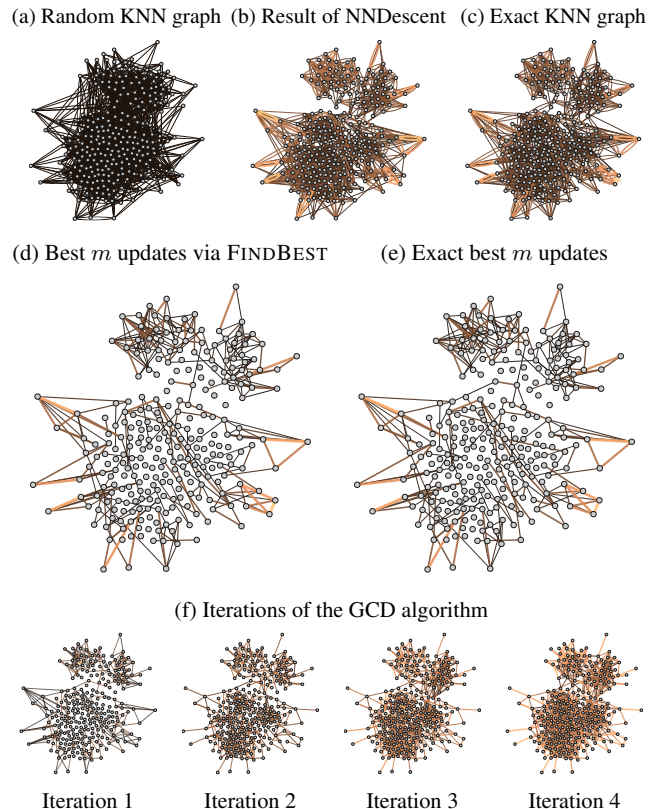 (a) Random KNN graph (b) Result of NNDescent (c) Exact KNN graph
(d) Best m updates via FINDBEST (e) Exact best m updates
(f) Iterations of the GCD algorithm
Iteration 1 Iteration 2 Iteration 3 Iteration 4